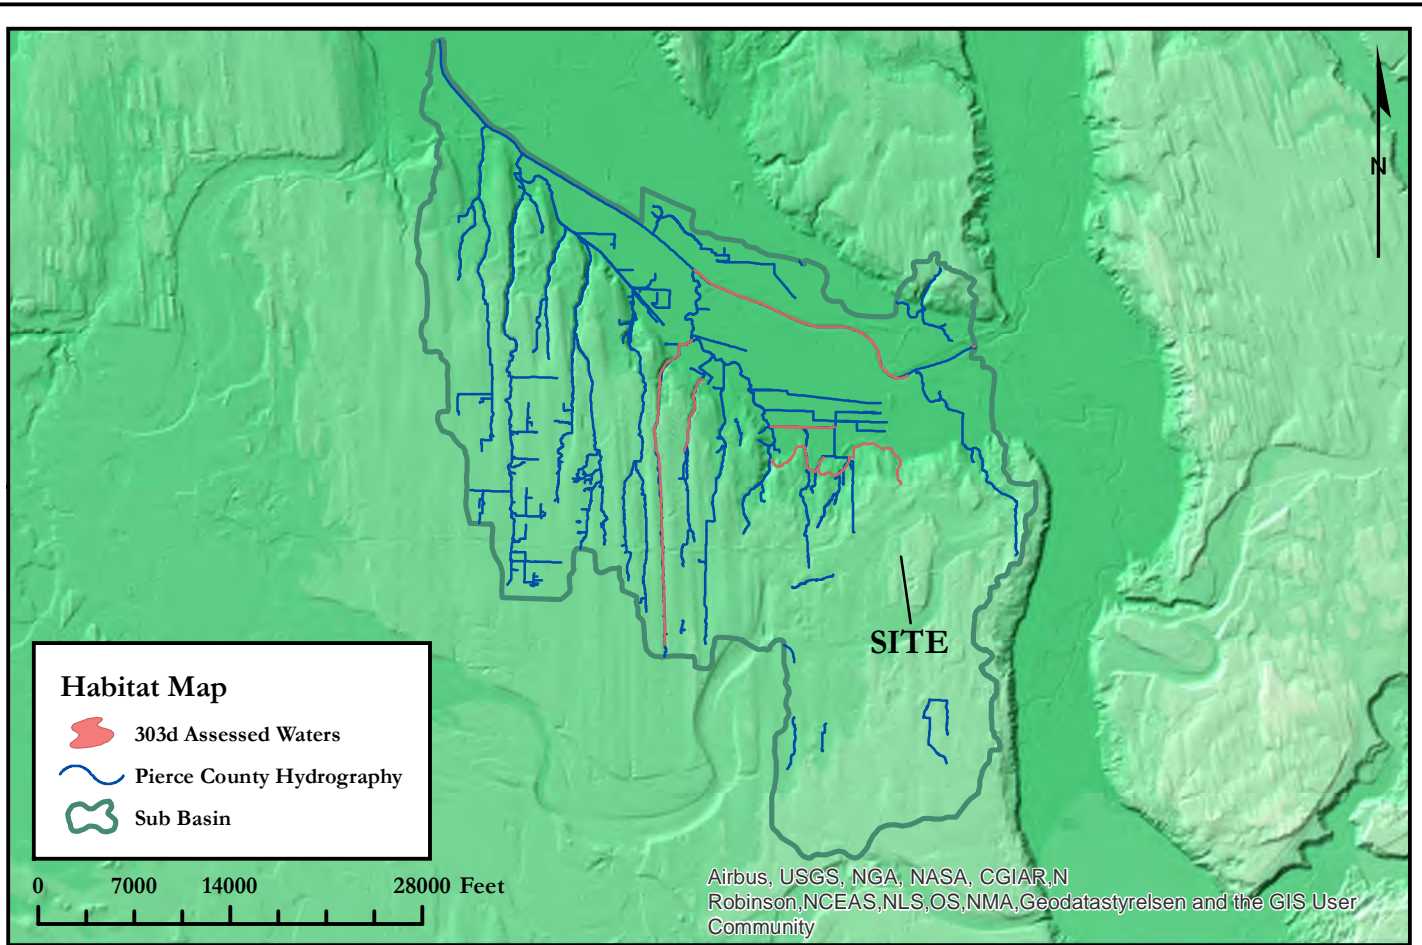 N
SITE
Habitat Map
303d Assessed Waters
Pierce County Hydrography
Sub Basin
0 7000 14000 28000 Feet
Airbus, USGS, NGA, NASA, CGIAR,N
Robinson,NCEAS,NLS,OS,NMA,Geodatastyrelsen and the GIS User
Community